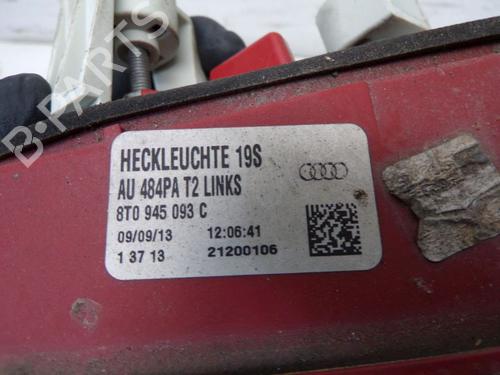 B-PARTS
HECKLEUCHTE 19S
AU 484PA T2 LINKS
8T0 945 093 C
09/09/13 12:06:41
1 37 13 21200106